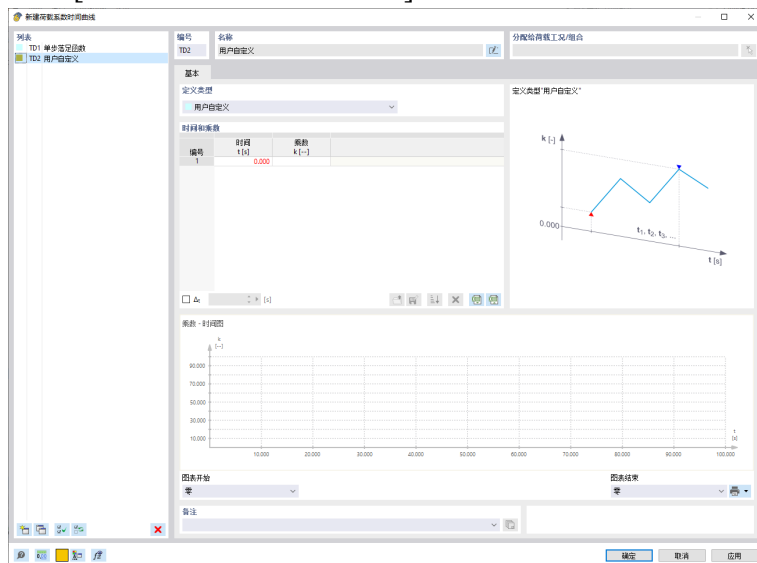 新建荷载系数时间曲线
列表
TD1 单步落足函数
TD2 用户自定义
编号
TD2
名称
用户自定义
分配给荷载工况/组合
基本
定义类型
用户自定义
时间和乘数
编号
时间
t [s]
乘数
k [--]
1
0.000
Δt
[s]
定义类型"用户自定义"
k [-]
0.000
t1, t2, t3, ...
t [s]
乘数 - 时间图
k
[--]
90.000
70.000
50.000
30.000
10.000
t
[s]
10.000 20.000 30.000 40.000 50.000 60.000 70.000 80.000 90.000 100.000
图表开始
零
图表结束
零
备注
确定
取消
应用